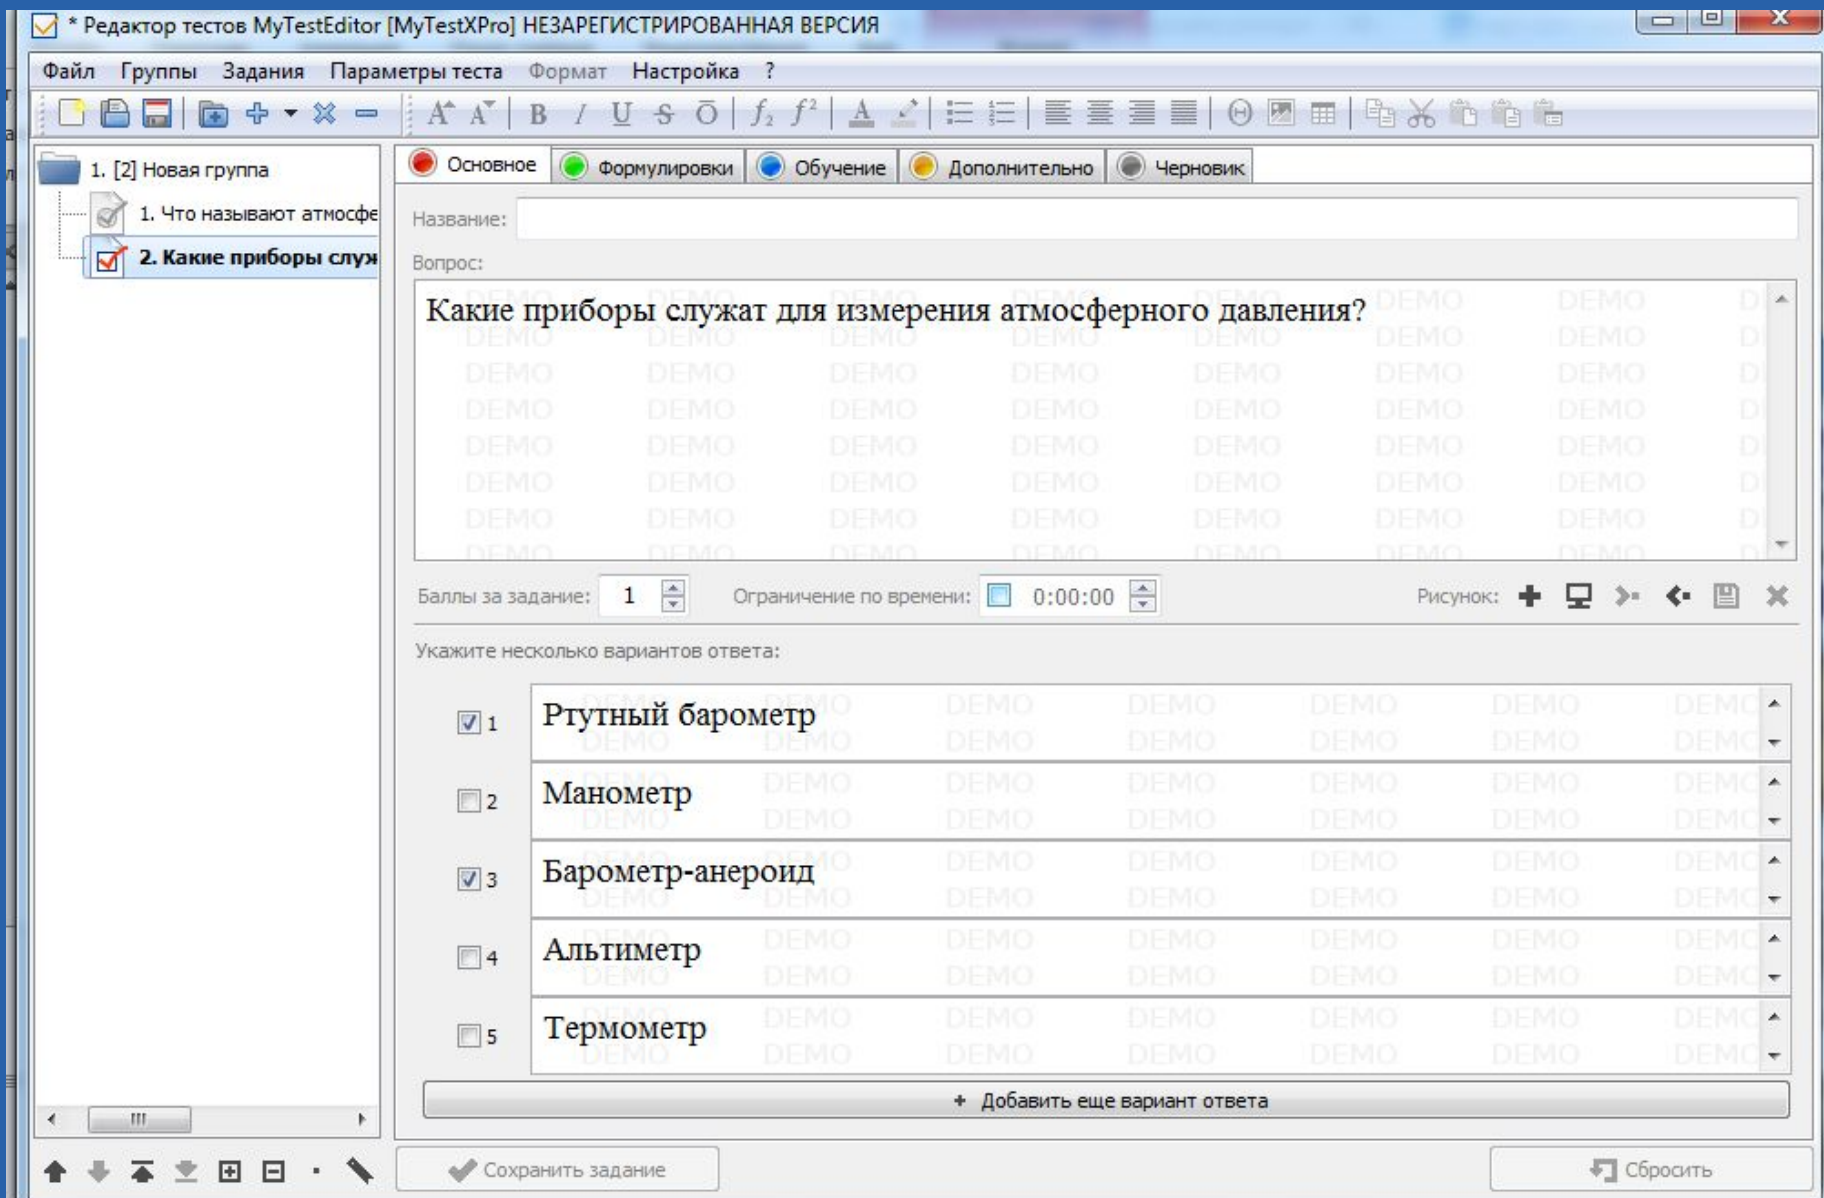 * Редактор тестов MyTestEditor [MyTestXPro] НЕЗАРЕГИСТРИРОВАННАЯ ВЕРСИЯ
Файл Группы Задания Параметры теста Формат Настройка ?
1. [2] Новая группа
1. Что называют атмосфе
2. Какие приборы служ
Основное Формулировки Обучение Дополнительно Черновик
Название:
Вопрос:
Какие приборы служат для измерения атмосферного давления?
Баллы за задание: 1 Ограничение по времени: 0:00:00 Рисунок:
Укажите несколько вариантов ответа:
1 Ртутный барометр
2 Манометр
3 Барометр-анероид
4 Альтиметр
5 Термометр
+ Добавить еще вариант ответа
Сохранить задание Сбросить